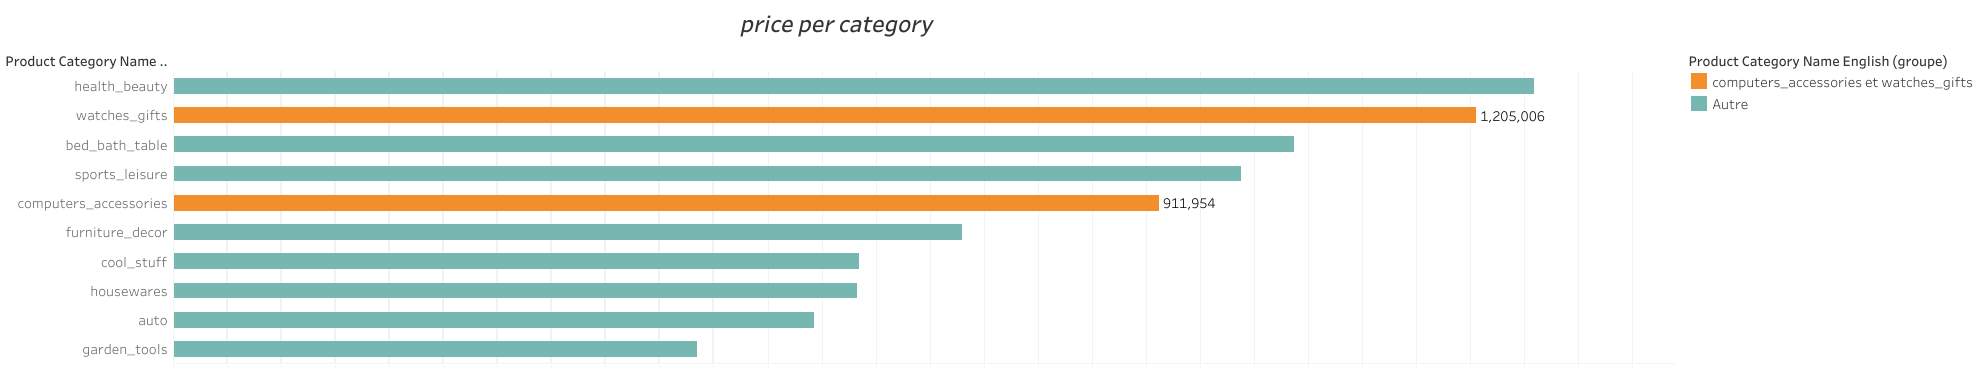 price per category
Product Category Name ..
health_beauty
watches_gifts
1,205,006
bed_bath_table
sports_leisure
computers_accessories
911,954
furniture_decor
cool_stuff
housewares
auto
garden_tools
Product Category Name English (groupe)
computers_accessories et watches_gifts
Autre